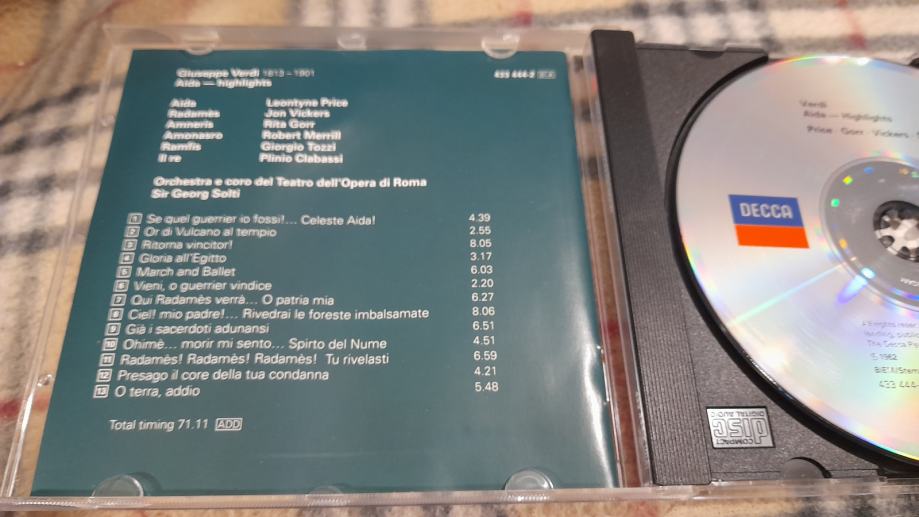 Giuseppe Verdi 1813 – 1901
Aida — highlights
433 444-2
Aida Leontyne Price
Radamès Jon Vickers
Amneris Rita Gorr
Amonasro Robert Merrill
Ramfis Giorgio Tozzi
Il re Plinio Clabassi
Orchestra e coro del Teatro dell'Opera di Roma
Sir Georg Solti
1 Se quel guerrier io fossi!... Celeste Aida! 4.39
2 Or di Vulcano al tempio 2.55
3 Ritorna vincitor! 8.05
4 Gloria all'Egitto 3.17
5 March and Ballet 6.03
6 Vieni, o guerrier vindice 2.20
7 Qui Radamès verrà... O patria mia 6.27
8 Ciel! mio padre!... Rivedrai le foreste imbalsamate 8.06
9 Già i sacerdoti adunansi 6.51
10 Ohimè... morir mi sento... Spirto del Nume 4.51
11 Radamès! Radamès! Radamès! Tu rivelasti 6.59
12 Presago il core della tua condanna 4.21
13 O terra, addio 5.48
Total timing 71.11 ADD
Verdi
Aida — Highlights
Price · Gorr · Vickers
DECCA
All rights
The Decca
℗ 1962
BIEM/Stem
433 444-
COMPACT
disc
DIGITAL AUDIO